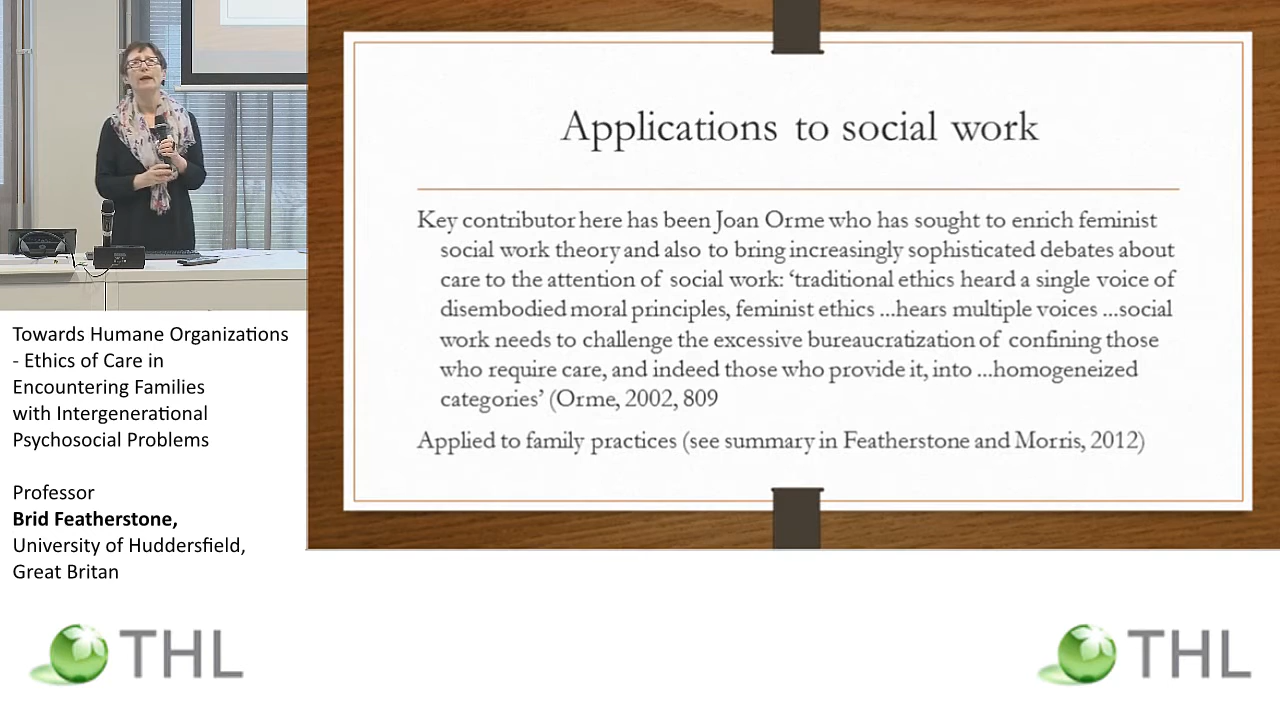 Applications to social work
Key contributor here has been Joan Orme who has sought to enrich feminist
social work theory and also to bring increasingly sophisticated debates about
care to the attention of social work: ‘traditional ethics heard a single voice of
disembodied moral principles, feminist ethics ...hears multiple voices ...social
work needs to challenge the excessive bureaucratization of confining those
who require care, and indeed those who provide it, into ...homogeneized
categories’ (Orme, 2002, 809
Applied to family practices (see summary in Featherstone and Morris, 2012)
Towards Humane Organizations
- Ethics of Care in
Encountering Families
with Intergenerational
Psychosocial Problems
Professor
Brid Featherstone,
University of Huddersfield,
Great Britan
THL
THL